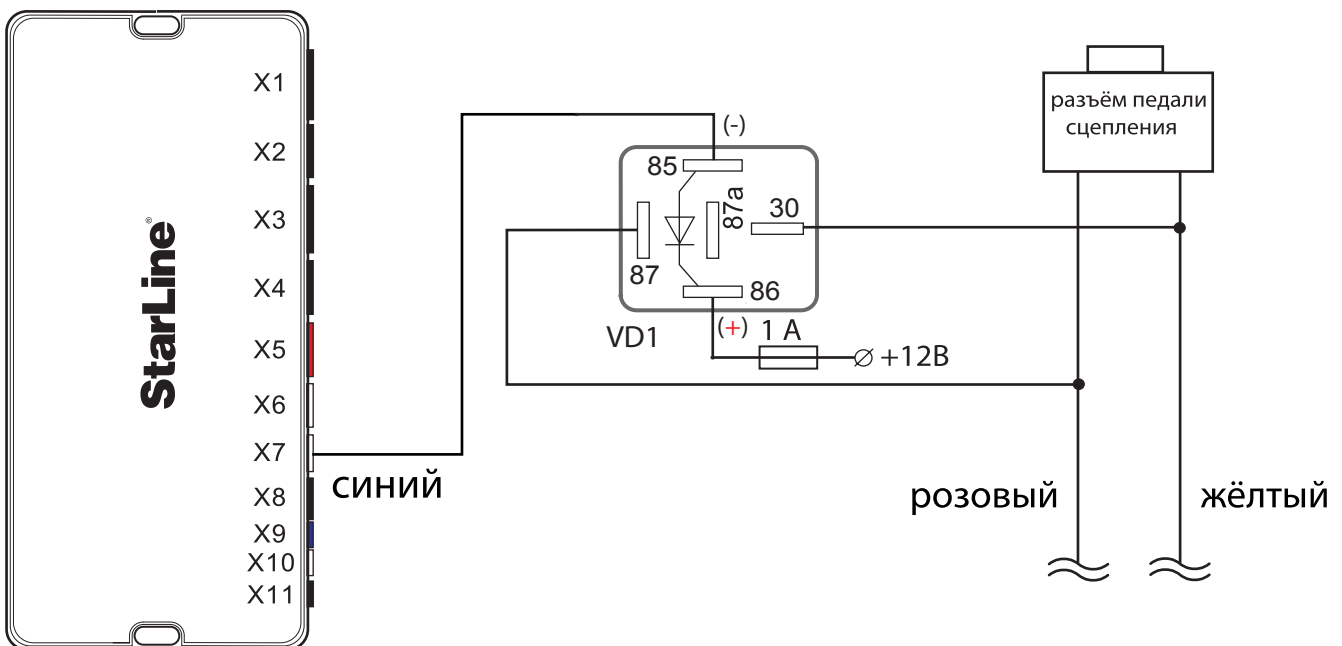 StarLine®
X1
X2
X3
X4
X5
X6
X7
X8
X9
X10
X11
синий
(-)
85
87a
30
87
86
VD1
(+)
1 А
+12В
разъём педали
сцепления
розовый
жёлтый